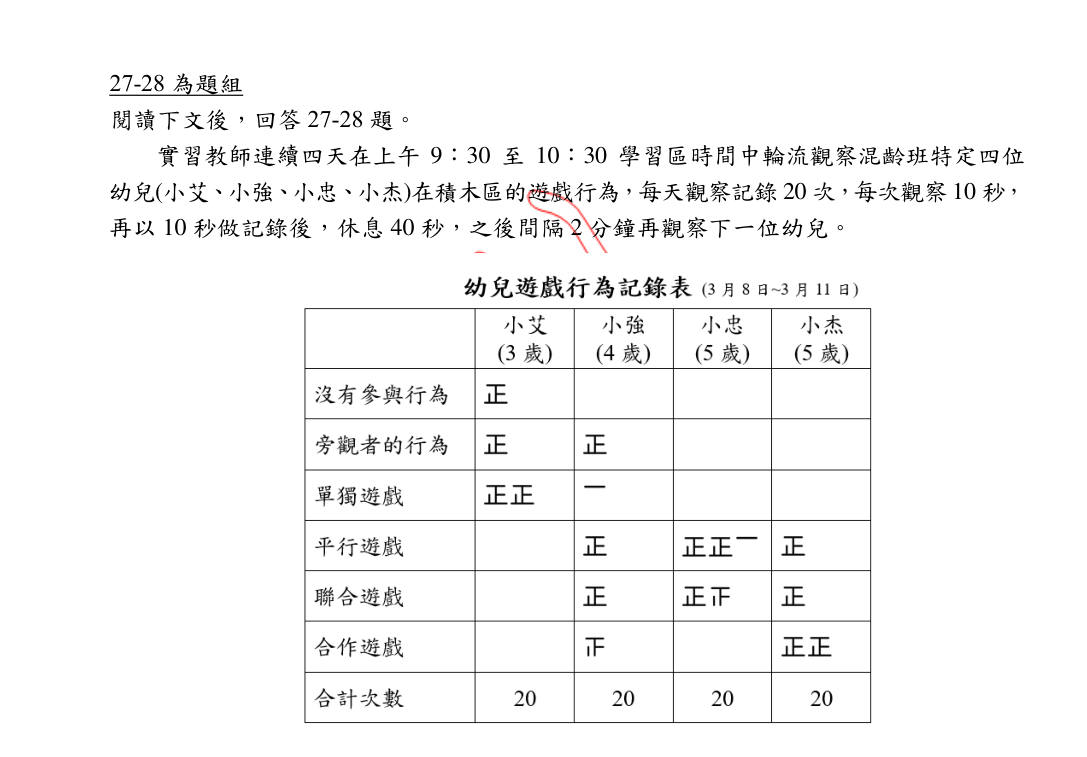 27-28 為題組
閱讀下文後，回答 27-28 題。
實習教師連續四天在上午 9：30 至 10：30 學習區時間中輪流觀察混齡班特定四位
幼兒(小艾、小強、小忠、小杰)在積木區的遊戲行為，每天觀察記錄 20 次，每次觀察 10 秒，
再以 10 秒做記錄後，休息 40 秒，之後間隔 2 分鐘再觀察下一位幼兒。
幼兒遊戲行為記錄表 (3 月 8 日~3 月 11 日)
小艾 小強 小忠 小杰
(3 歲) (4 歲) (5 歲) (5 歲)
沒有參與行為 正
旁觀者的行為 正 正
單獨遊戲 正正 一
平行遊戲 正 正正一 正
聯合遊戲 正 正 正
合作遊戲 正正
合計次數 20 20 20 20